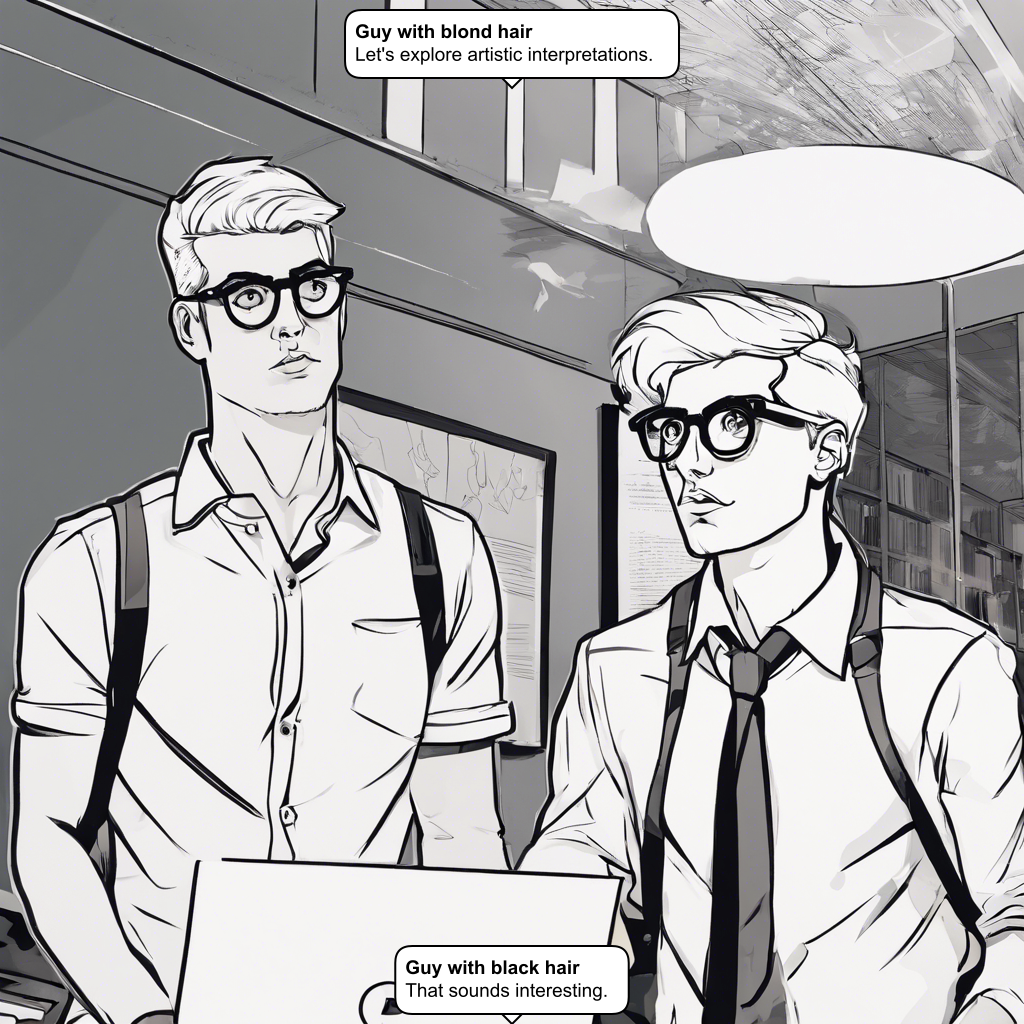 Guy with blond hair
Let's explore artistic interpretations.
Guy with black hair
That sounds interesting.